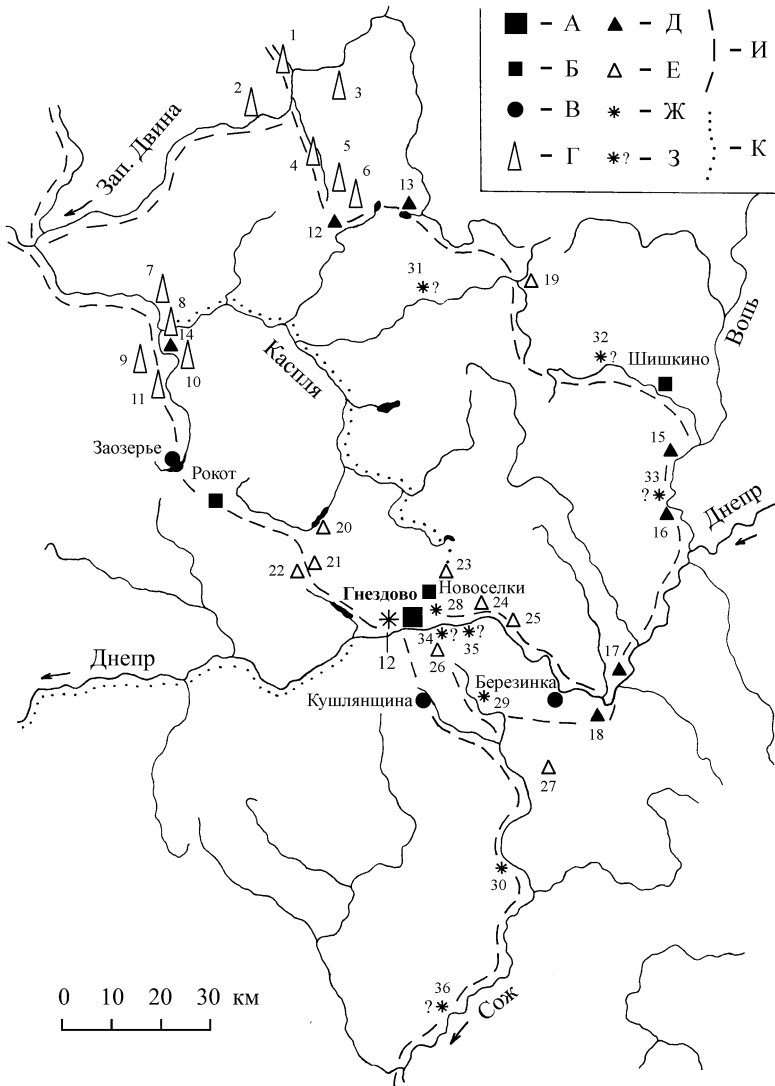 1
2
3
4
5
6
Зап. Двина
12
13
– А
– Б
– В
– Г
– Д
– Е
– Ж
? – З
– И
– К
7
8
14
9
10
11
31
?
19
32
?
Шишкино
Вопь
Каспля
15
33
?
16
Днепр
Заозерье
Рокот
20
21
22
23
Новоселки
Гнездово
28
24
25
12
34
?
35
?
26
17
Днепр
Березинка
Кушлянщина
29
18
27
30
36
?
Сож
0 10 20 30 км